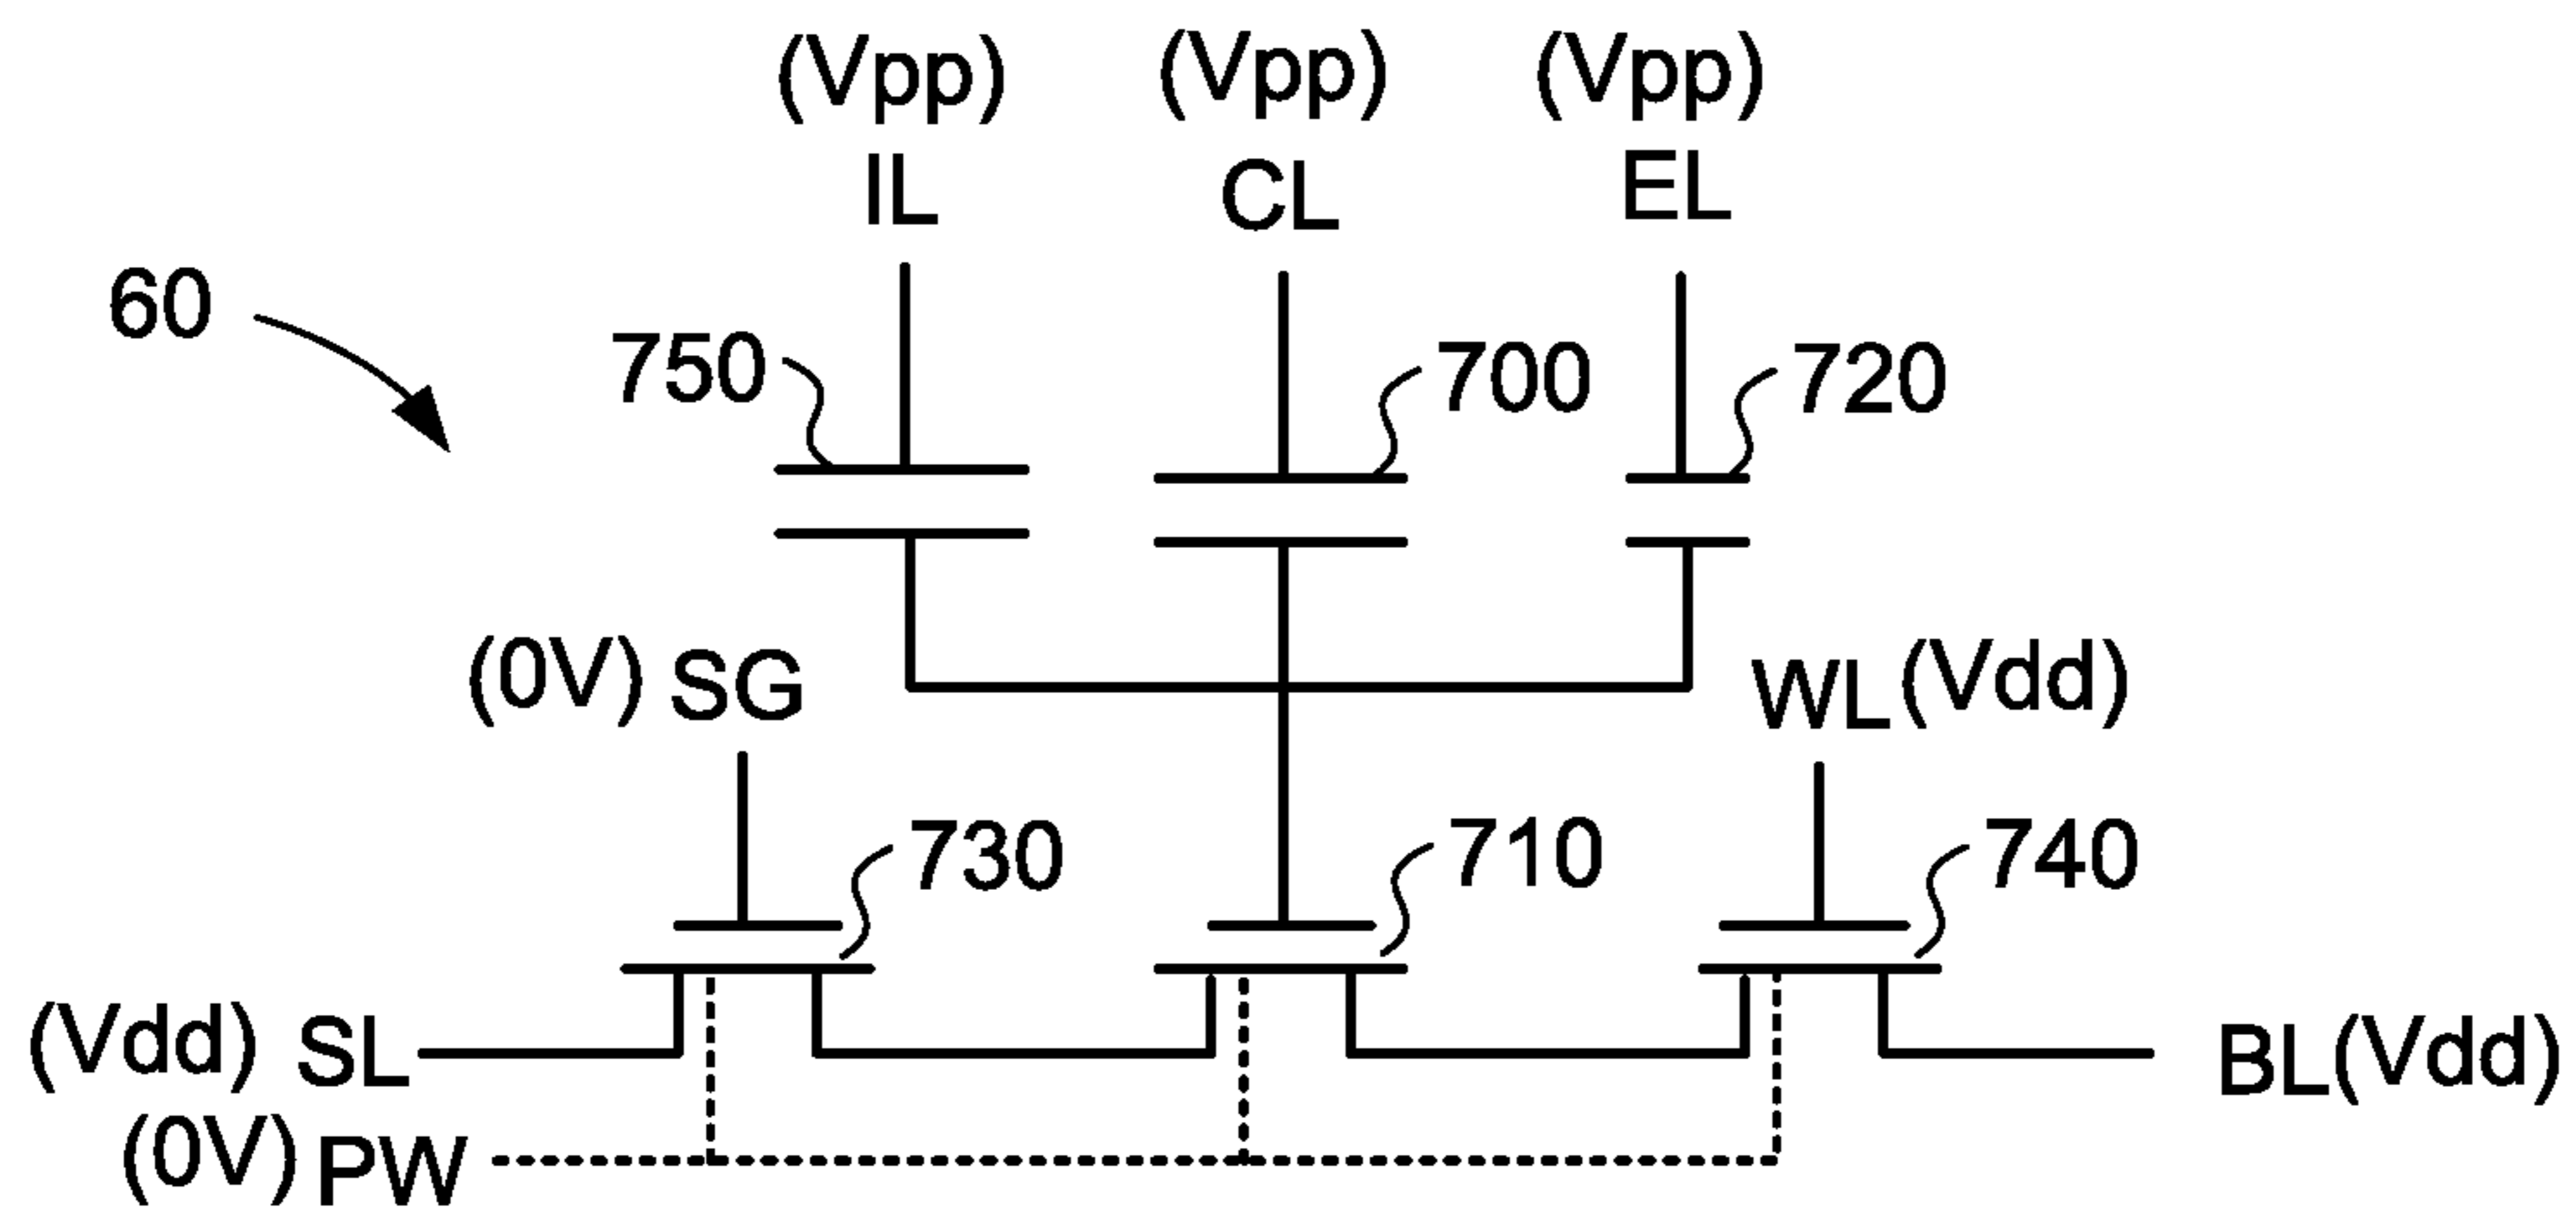 (Vpp) (Vpp) (Vpp)
IL CL EL
60
750 700 720
(0V) SG WL (Vdd)
730 710 740
(Vdd) SL BL (Vdd)
(0V) PW